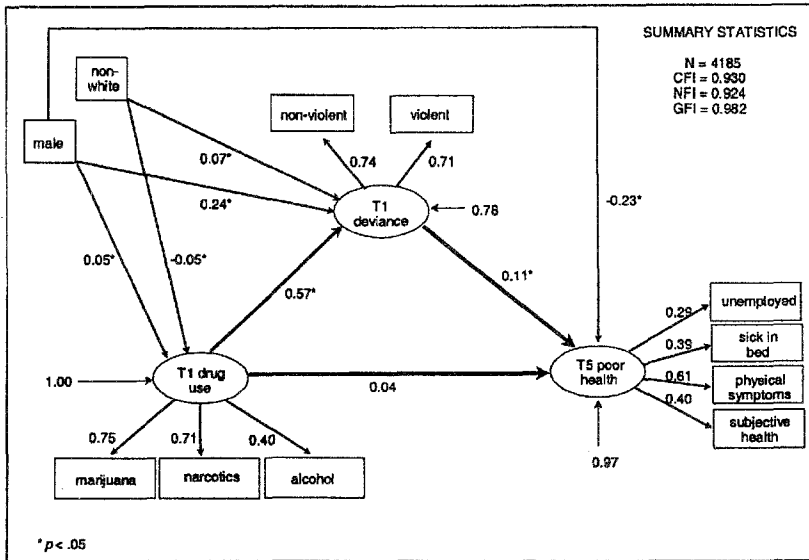 SUMMARY STATISTICS
N = 4185
CFI = 0.930
NFI = 0.924
GFI = 0.982
non-
white
male
non-violent
violent
0.07*
0.74
0.71
0.24*
T1
deviance
0.78
-0.23*
0.05*
-0.05*
0.57*
0.11*
unemployed
0.29
sick in
bed
0.39
T1 drug
use
1.00
0.04
T5 poor
health
0.61
physical
symptoms
0.40
subjective
health
0.75
0.71
0.40
0.97
marijuana
narcotics
alcohol
* p < .05